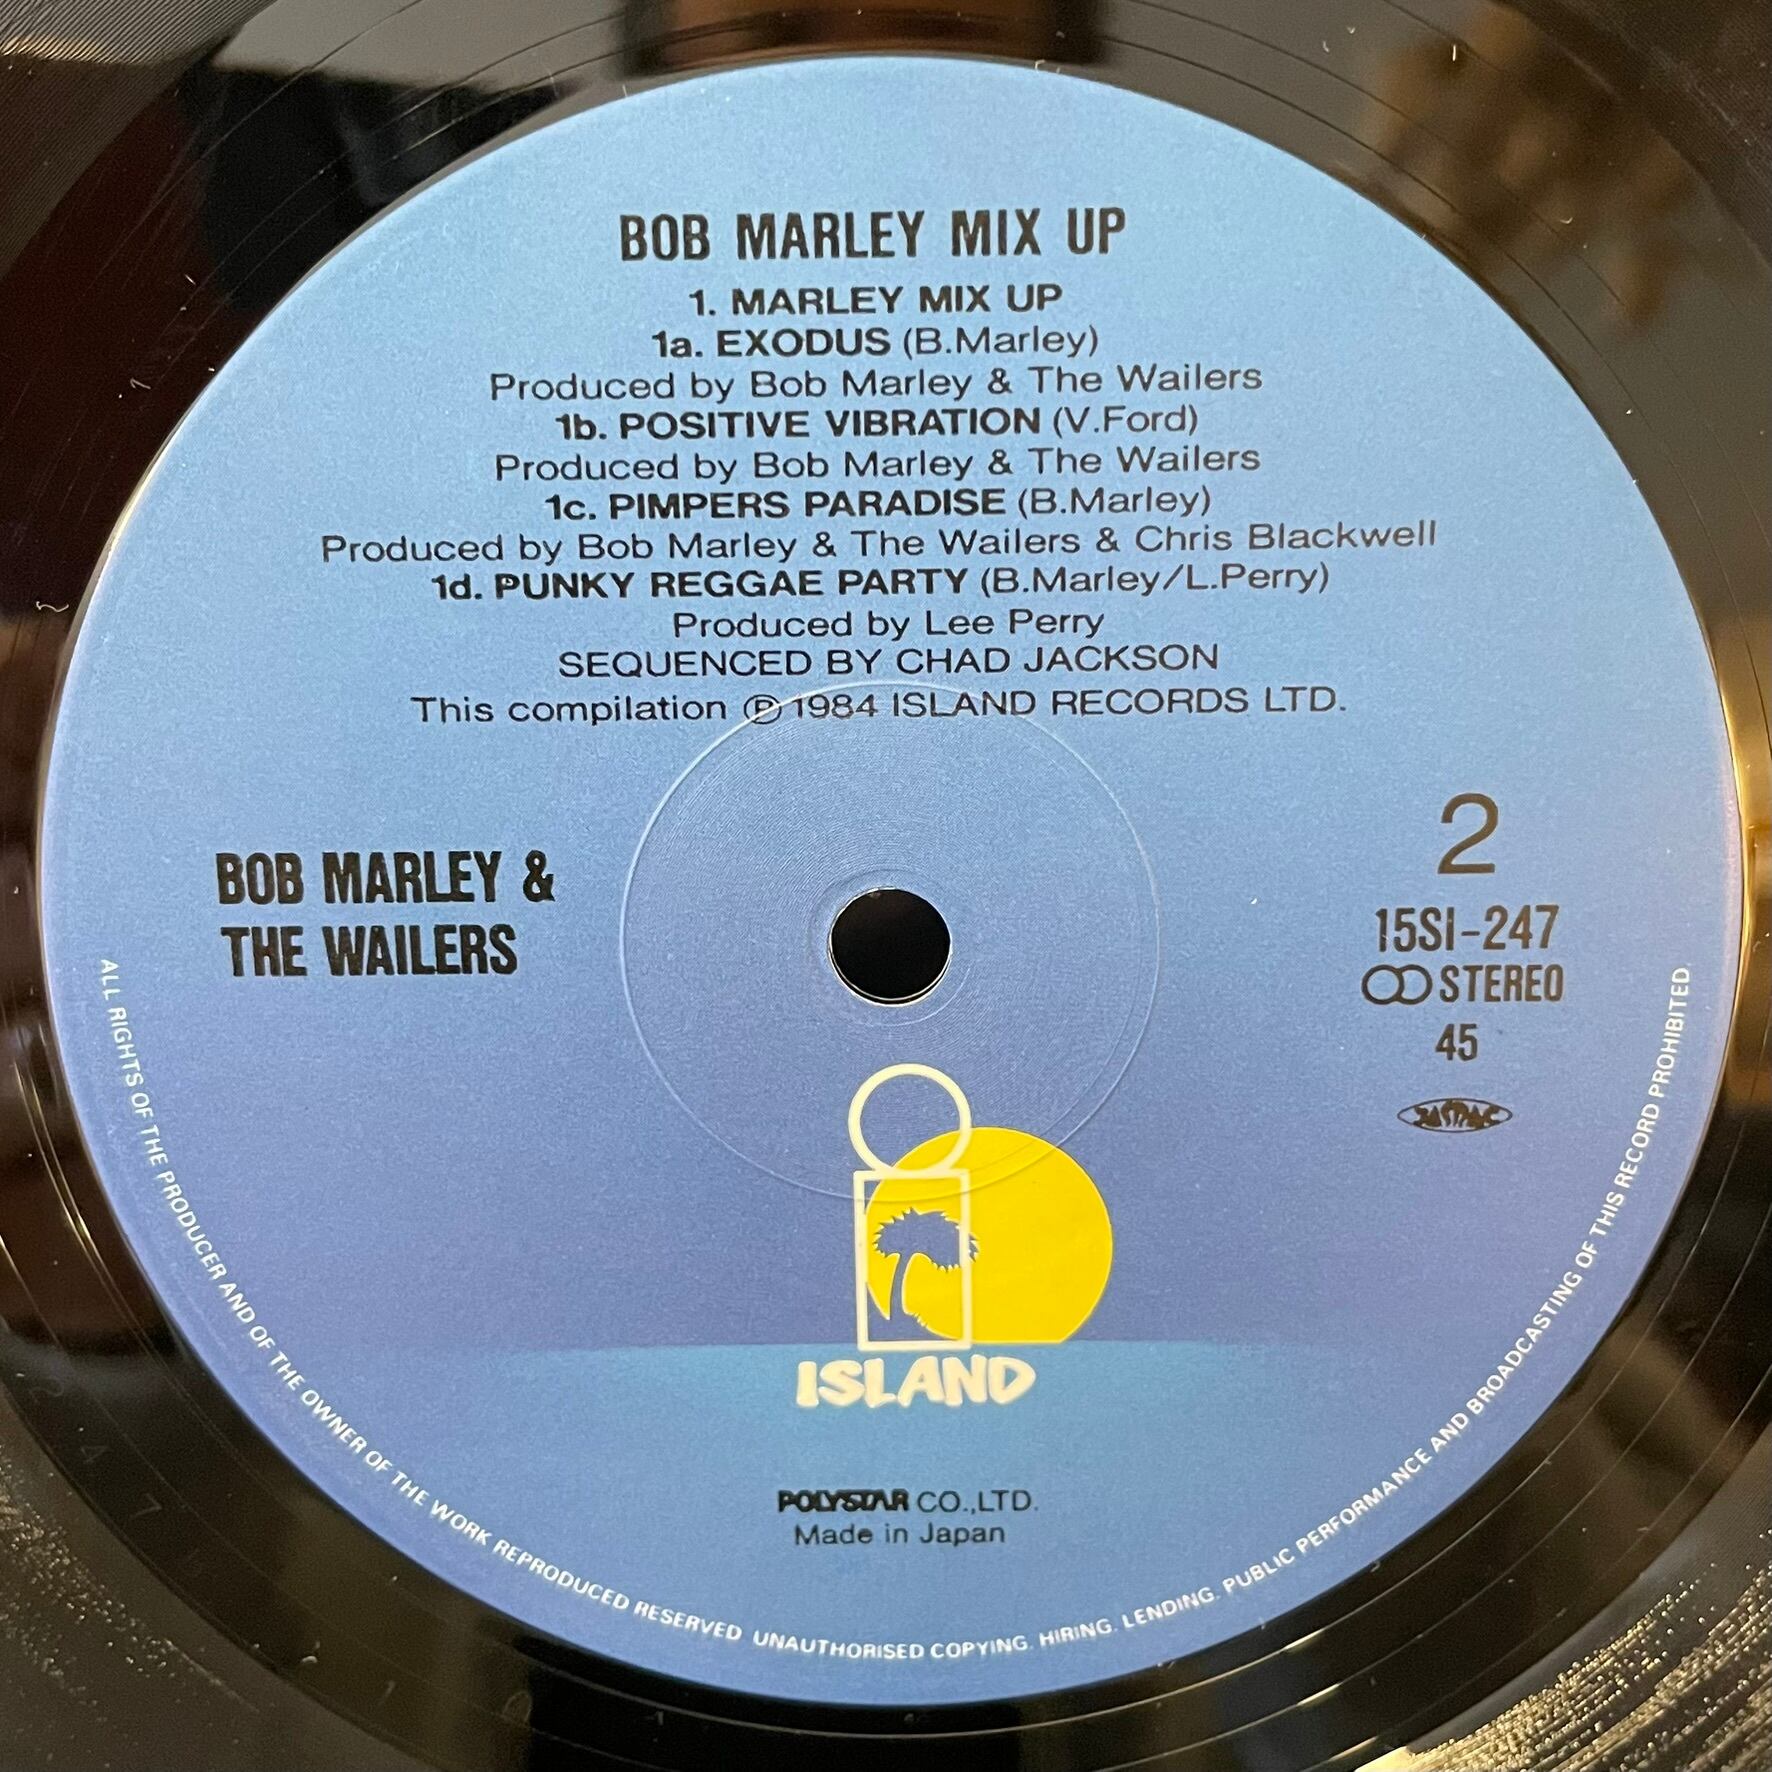 BOB MARLEY MIX UP
1. MARLEY MIX UP
1a. EXODUS (B.Marley)
Produced by Bob Marley & The Wailers
1b. POSITIVE VIBRATION (V.Ford)
Produced by Bob Marley & The Wailers
1c. PIMPERS PARADISE (B.Marley)
Produced by Bob Marley & The Wailers & Chris Blackwell
1d. PUNKY REGGAE PARTY (B.Marley/L.Perry)
Produced by Lee Perry
SEQUENCED BY CHAD JACKSON
This compilation ℗ 1984 ISLAND RECORDS LTD.
BOB MARLEY &
THE WAILERS
2
15SI-247
STEREO
45
JASRAC
ISLAND
POLYSTAR CO.,LTD.
Made in Japan
ALL RIGHTS OF THE PRODUCER AND OF THE OWNER OF THE WORK REPRODUCED RESERVED UNAUTHORISED COPYING. HIRING. LENDING. PUBLIC PERFORMANCE AND BROADCASTING OF THIS RECORD PROHIBITED.